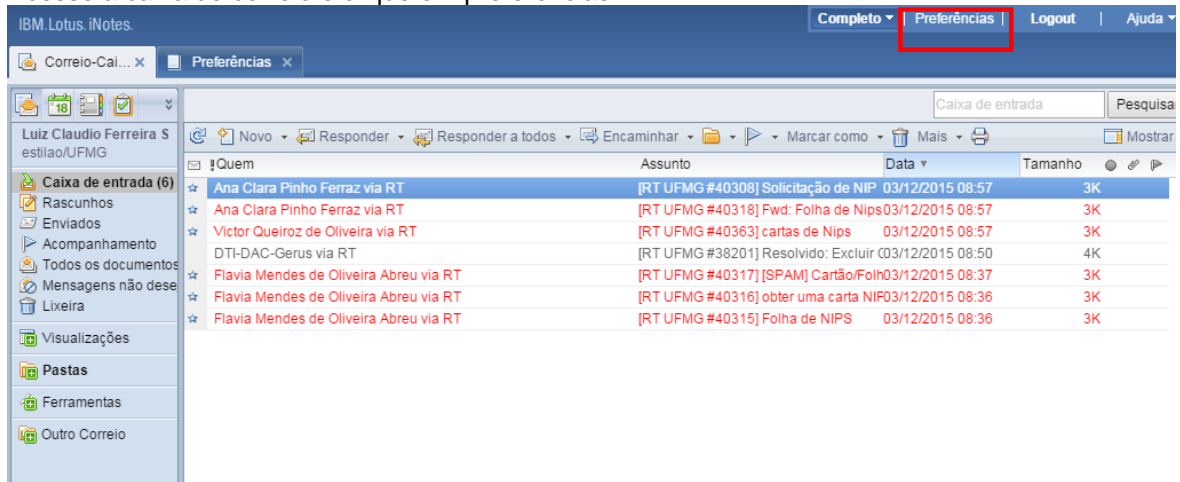 IBM.Lotus. iNotes.
Completo | Preferências | Logout | Ajuda
Correio-Cai... x Preferências x
18
Caixa de entrada Pesquisa
Luiz Claudio Ferreira S
estilao/UFMG
Novo Responder Responder a todos Encaminhar Marcar como Mais Mostrar
!Quem Assunto Data Tamanho
Caixa de entrada (6)
Rascunhos
Enviados
Acompanhamento
Todos os documentos
Mensagens não dese
Lixeira
Visualizações
Pastas
Ferramentas
Outro Correio
Ana Clara Pinho Ferraz via RT [RT UFMG #40308] Solicitação de NIP 03/12/2015 08:57 3K
Ana Clara Pinho Ferraz via RT [RT UFMG #40318] Fwd: Folha de Nips 03/12/2015 08:57 3K
Victor Queiroz de Oliveira via RT [RT UFMG #40363] cartas de Nips 03/12/2015 08:57 3K
DTI-DAC-Gerus via RT [RT UFMG #38201] Resolvido: Excluir 03/12/2015 08:50 4K
Flavia Mendes de Oliveira Abreu via RT [RT UFMG #40317] [SPAM] Cartão/Folh 03/12/2015 08:37 3K
Flavia Mendes de Oliveira Abreu via RT [RT UFMG #40316] obter uma carta NIF 03/12/2015 08:36 3K
Flavia Mendes de Oliveira Abreu via RT [RT UFMG #40315] Folha de NIPS 03/12/2015 08:36 3K